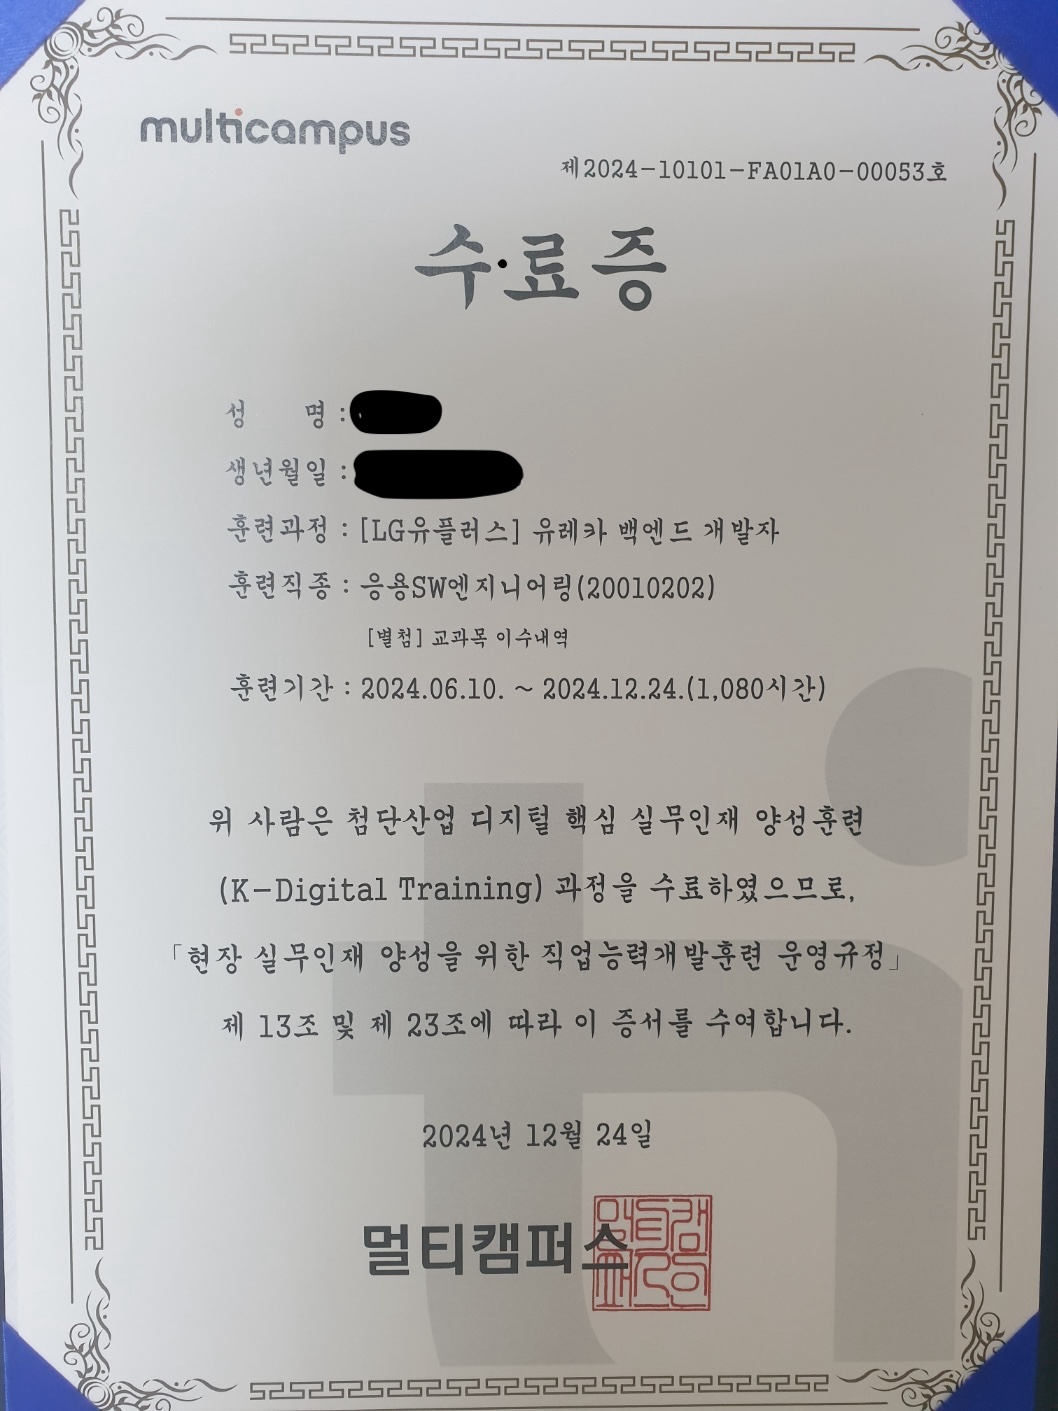 multicampus
제2024-10101-FA01A0-00053호
수료증
성 명 :
생년월일 :
훈련과정 : [LG유플러스] 유레카 백엔드 개발자
훈련직종 : 응용SW엔지니어링(20010202)
[별첨] 교과목 이수내역
훈련기간 : 2024.06.10. ~ 2024.12.24.(1,080시간)
위 사람은 첨단산업 디지털 핵심 실무인재 양성훈련
(K-Digital Training) 과정을 수료하였으므로,
「현장 실무인재 양성을 위한 직업능력개발훈련 운영규정」
제 13조 및 제 23조에 따라 이 증서를 수여합니다.
2024년 12월 24일
멀티캠퍼스